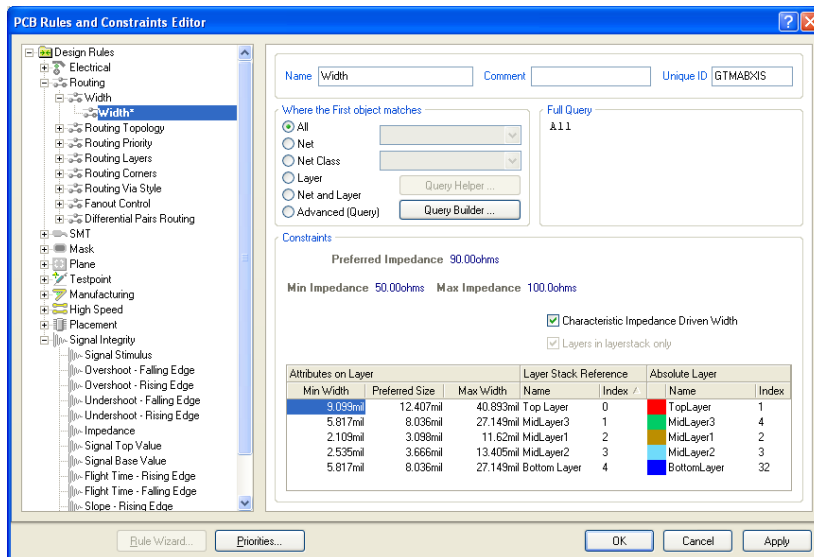 PCB Rules and Constraints Editor
Design Rules
Electrical
Routing
Width
Width*
Routing Topology
Routing Priority
Routing Layers
Routing Corners
Routing Via Style
Fanout Control
Differential Pairs Routing
SMT
Mask
Plane
Testpoint
Manufacturing
High Speed
Placement
Signal Integrity
Signal Stimulus
Overshoot - Falling Edge
Overshoot - Rising Edge
Undershoot - Falling Edge
Undershoot - Rising Edge
Impedance
Signal Top Value
Signal Base Value
Flight Time - Rising Edge
Flight Time - Falling Edge
Slope - Rising Edge
Name Width Comment Unique ID GTMABXIS
Where the First object matches
All
Net
Net Class
Layer
Net and Layer
Advanced (Query)
Query Helper ...
Query Builder ...
Full Query
All
Constraints
Preferred Impedance 90.00ohms
Min Impedance 50.00ohms Max Impedance 100.0ohms
Characteristic Impedance Driven Width
Layers in layerstack only
Attributes on Layer Layer Stack Reference Absolute Layer
Min Width Preferred Size Max Width Name Index Name Index
9.099mil 12.407mil 40.893mil Top Layer 0 TopLayer 1
5.817mil 8.036mil 27.149mil MidLayer3 1 MidLayer3 4
2.109mil 3.098mil 11.62mil MidLayer1 2 MidLayer1 2
2.535mil 3.666mil 13.405mil MidLayer2 3 MidLayer2 3
5.817mil 8.036mil 27.149mil Bottom Layer 4 BottomLayer 32
Rule Wizard... Priorities... OK Cancel Apply